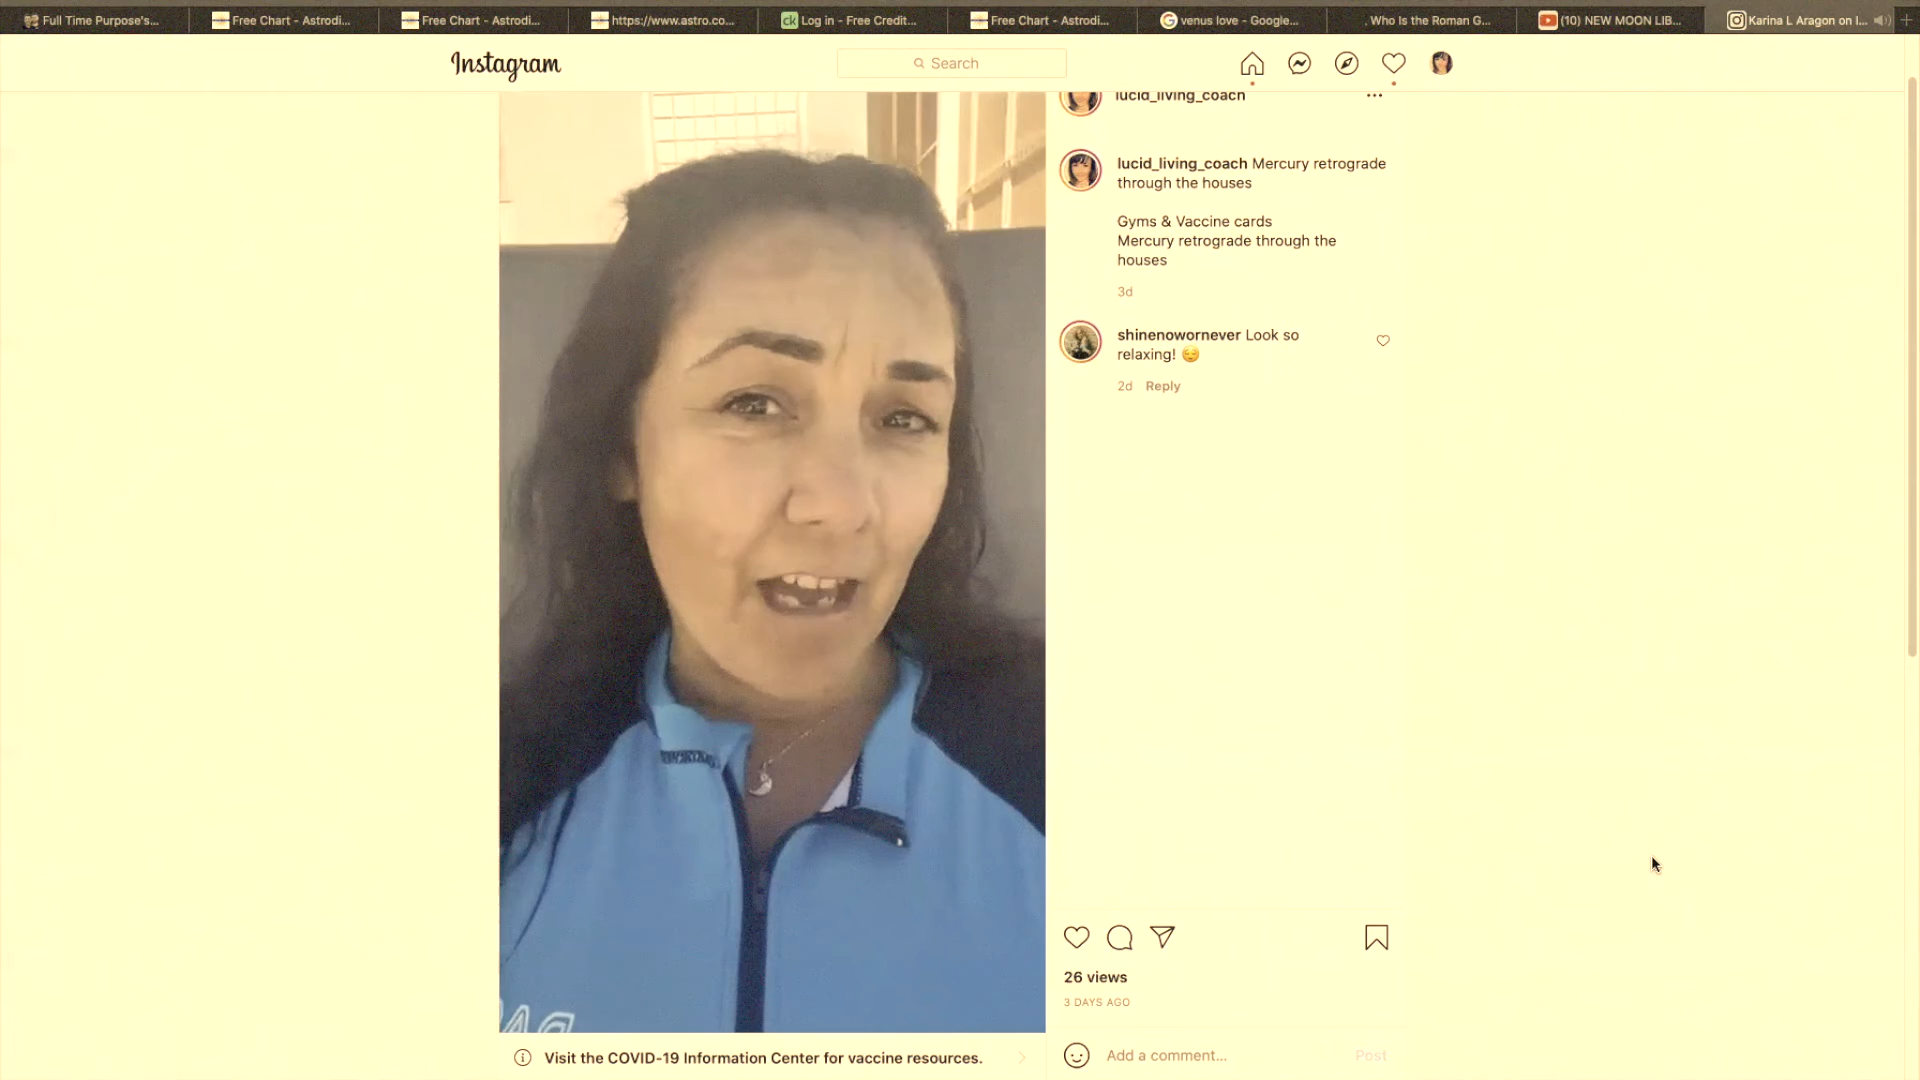 Full Time Purpose's...
Free Chart - Astrodi...
Free Chart - Astrodi...
https://www.astro.co...
ck Log in - Free Credit...
Free Chart - Astrodi...
venus love - Google...
. Who Is the Roman G...
(10) NEW MOON LIB...
Karina L Aragon on I...
Instagram
Search
lucid_living_coach
lucid_living_coach Mercury retrograde
through the houses
Gyms & Vaccine cards
Mercury retrograde through the
houses
3d
shinenowornever Look so
relaxing! 😌
2d Reply
26 views
3 DAYS AGO
Visit the COVID-19 Information Center for vaccine resources.
Add a comment...
Post